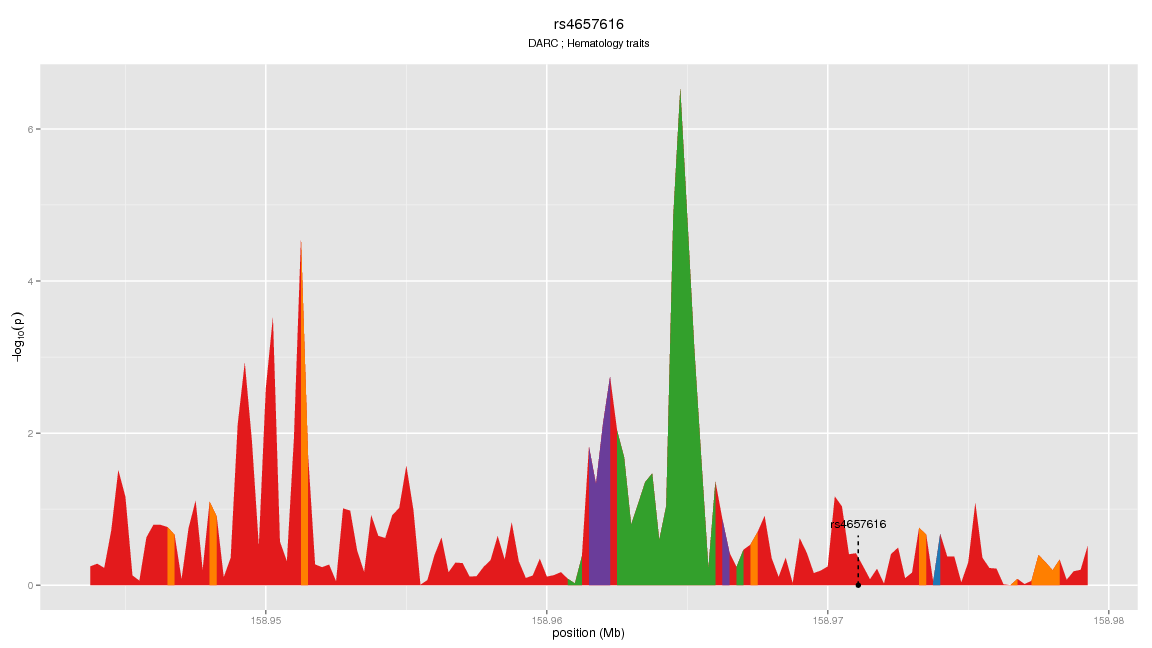 rs4657616
DARC ; Hematology traits
−log10(p)
6
4
2
0
rs4657616
158.95
158.96
158.97
158.98
position (Mb)